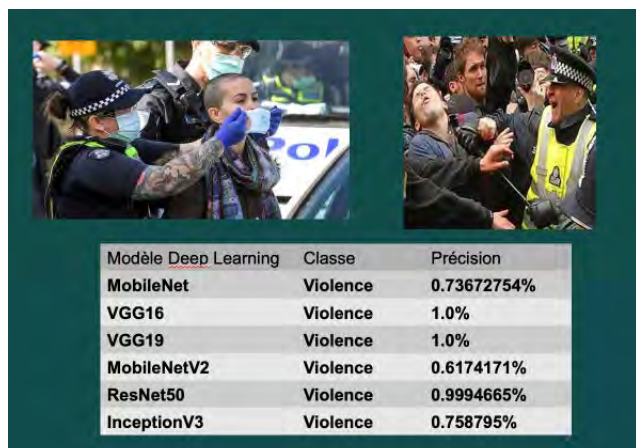 Pol
Modèle Deep Learning Classe Précision
MobileNet Violence 0.73672754%
VGG16 Violence 1.0%
VGG19 Violence 1.0%
MobileNetV2 Violence 0.6174171%
ResNet50 Violence 0.9994665%
InceptionV3 Violence 0.758795%